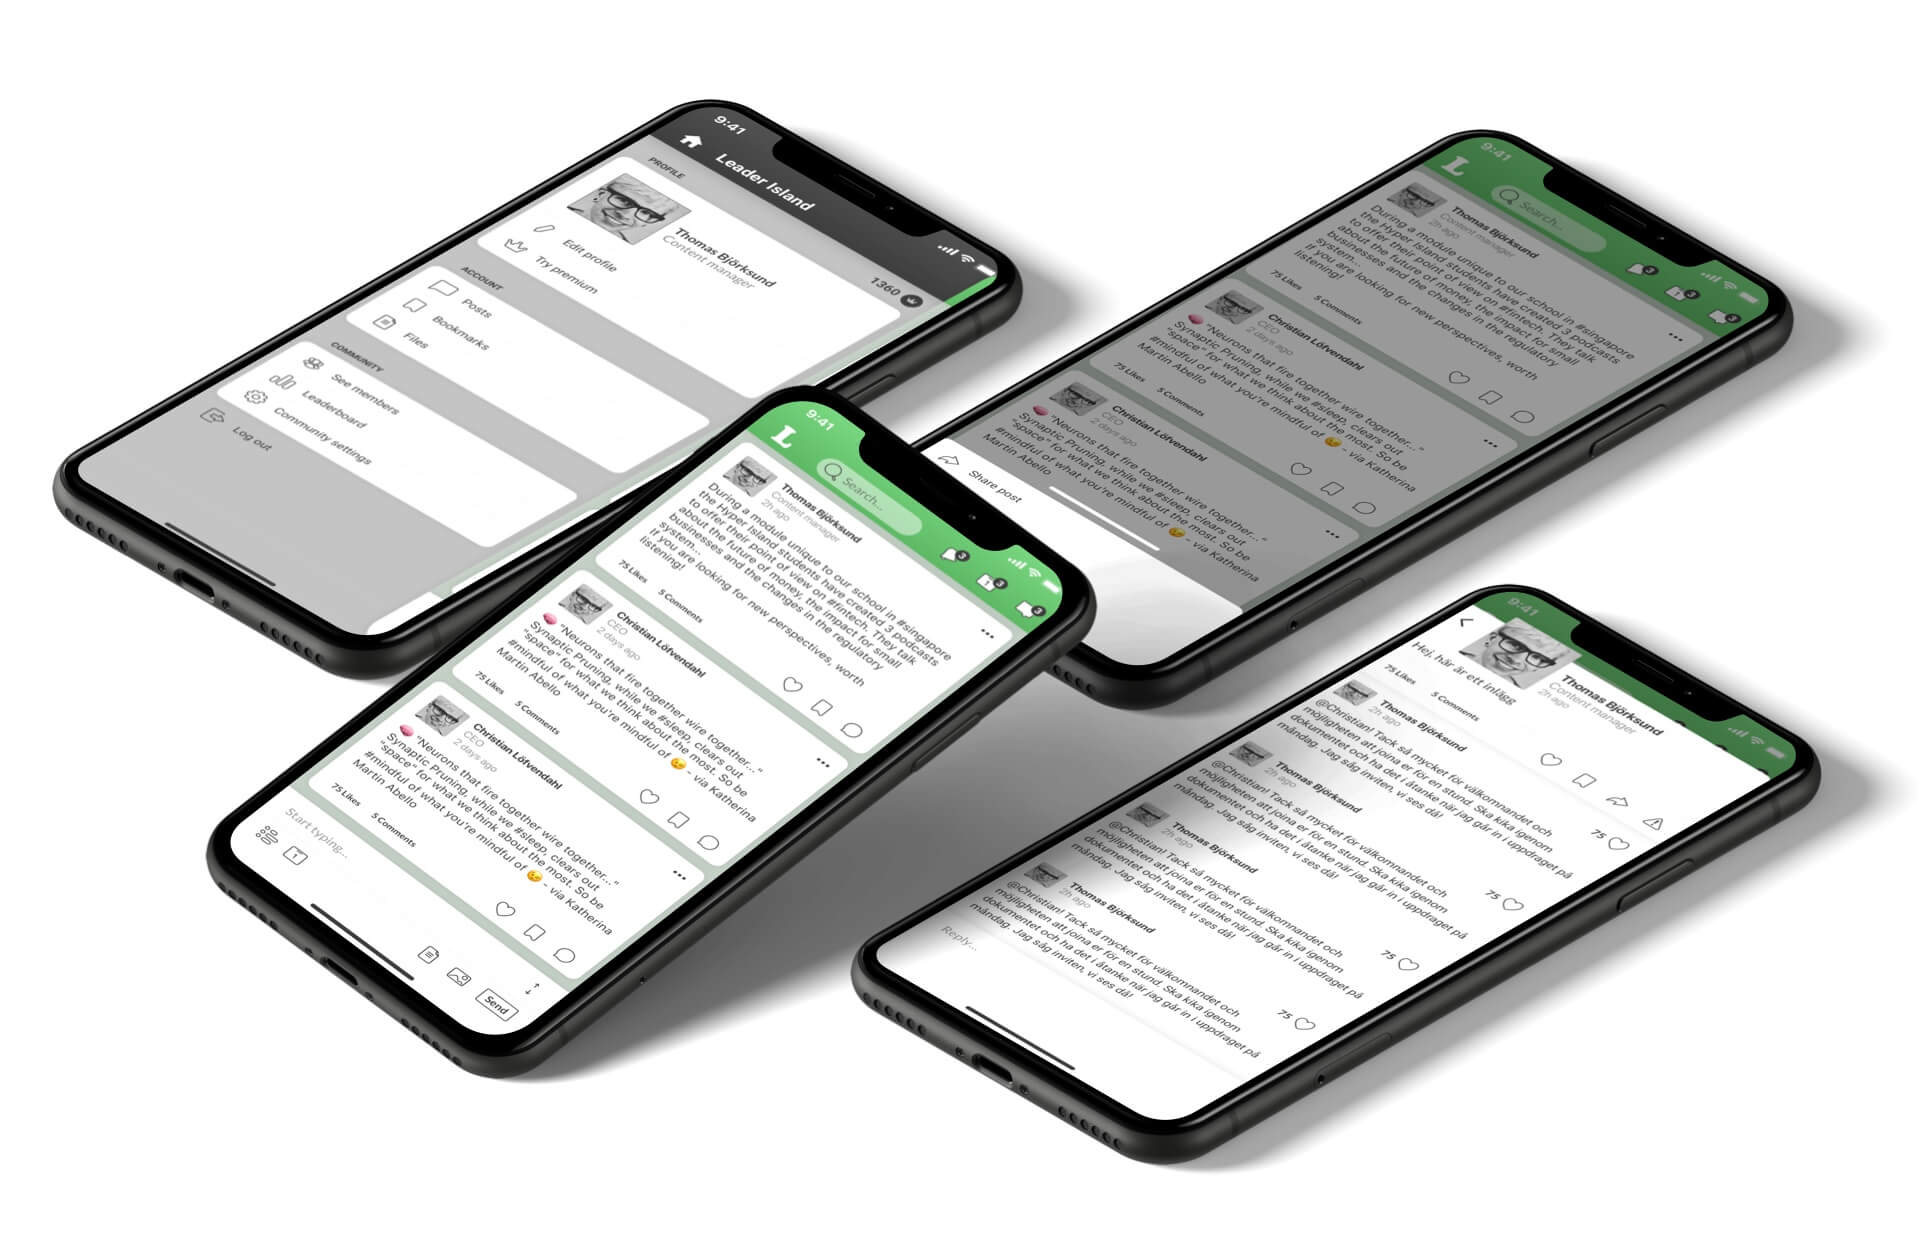 9:41
Leader Island
1360
PROFILE
Thomas Björksund
Content manager
Edit profile
Try premium
ACCOUNT
Posts
Bookmarks
Files
COMMUNITY
See members
Leaderboard
Community settings
Log out
9:41
L
Search...
3
1
3
3
Thomas Björksund
Content manager
2h ago
During a module unique to our school in #singapore
the Hyper Island students have created 3 podcasts
to offer their point of view on #fintech. They talk
about the future of money, the impact for small
businesses and the changes in the regulatory
system...
If you are looking for new perspectives, worth
listening!
75 Likes
5 Comments
Christian Löfvendahl
CEO
2 days ago
🧠 "Neurons that fire together wire together..."
Synaptic Pruning, while we #sleep, clears out
"space" for what we think about the most. So be
#mindful of what you're mindful of 😉 - via Katherina
Martin Abello
75 Likes
5 Comments
Christian Löfvendahl
CEO
2 days ago
🧠 "Neurons that fire together wire together..."
Synaptic Pruning, while we #sleep, clears out
"space" for what we think about the most. So be
#mindful of what you're mindful of 😉 - via Katherina
Martin Abello
Share post
9:41
L
Search...
3
1
3
3
Thomas Björksund
Content manager
2h ago
During a module unique to our school in #singapore
the Hyper Island students have created 3 podcasts
to offer their point of view on #fintech. They talk
about the future of money, the impact for small
businesses and the changes in the regulatory
system...
If you are looking for new perspectives, worth
listening!
75 Likes
5 Comments
Christian Löfvendahl
CEO
2 days ago
🧠 "Neurons that fire together wire together..."
Synaptic Pruning, while we #sleep, clears out
"space" for what we think about the most. So be
#mindful of what you're mindful of 😉 - via Katherina
Martin Abello
75 Likes
5 Comments
Christian Löfvendahl
CEO
2 days ago
🧠 "Neurons that fire together wire together..."
Synaptic Pruning, while we #sleep, clears out
"space" for what we think about the most. So be
#mindful of what you're mindful of 😉 - via Katherina
Martin Abello
75 Likes
5 Comments
Start typing...
1
Send
9:41
Thomas Björksund
Content manager
2h ago
Hej, här är ett inlägg
75 Likes
5 Comments
Thomas Björksund
2h ago
@Christian! Tack så mycket för välkomnandet och
möjligheten att joina er för en stund. Ska kika igenom
dokumentet och ha det i åtanke när jag går in i uppdraget på
måndag. Jag såg inviten, vi ses då!
75
Thomas Björksund
2h ago
@Christian! Tack så mycket för välkomnandet och
möjligheten att joina er för en stund. Ska kika igenom
dokumentet och ha det i åtanke när jag går in i uppdraget på
måndag. Jag såg inviten, vi ses då!
75
Thomas Björksund
2h ago
@Christian! Tack så mycket för välkomnandet och
möjligheten att joina er för en stund. Ska kika igenom
dokumentet och ha det i åtanke när jag går in i uppdraget på
måndag. Jag såg inviten, vi ses då!
75
Thomas Björksund
2h ago
@Christian! Tack så mycket för välkomnandet och
möjligheten att joina er för en stund. Ska kika igenom
dokumentet och ha det i åtanke när jag går in i uppdraget på
måndag. Jag såg inviten, vi ses då!
75
Reply...